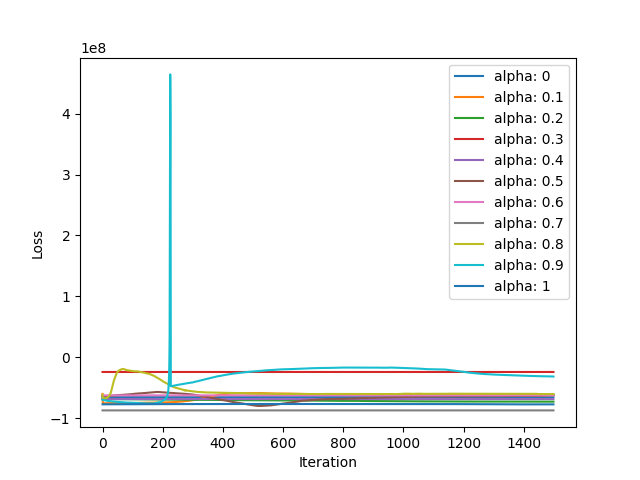 1e8
4
3
2
1
0
−1
Loss
0
200
400
600
800
1000
1200
1400
Iteration
alpha: 0
alpha: 0.1
alpha: 0.2
alpha: 0.3
alpha: 0.4
alpha: 0.5
alpha: 0.6
alpha: 0.7
alpha: 0.8
alpha: 0.9
alpha: 1